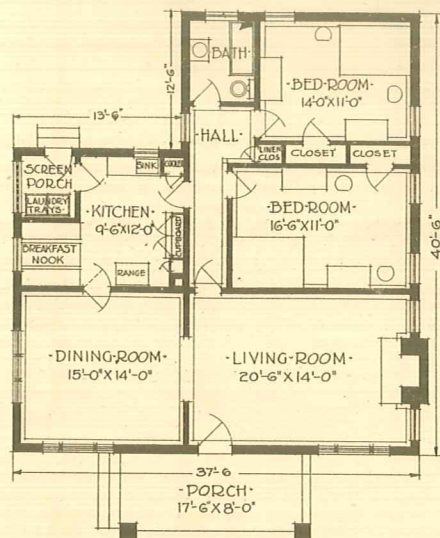 BATH
BED-ROOM
14'-0"X11'-0"
12'-6"
13'-6"
HALL
LINEN
CLOS.
CLOSET
CLOSET
SCREEN
PORCH
LAUNDRY
TRAYS
SINK
COOLER
KITCHEN
9'-6"X12'-0"
CUPBOARD
BED-ROOM
16'-6"X11'-0"
40'-6"
BREAKFAST
NOOK
RANGE
DINING-ROOM
15'-0"X14'-0"
LIVING-ROOM
20'-6"X14'-0"
37'-6
PORCH
17'-6"X8'-0"